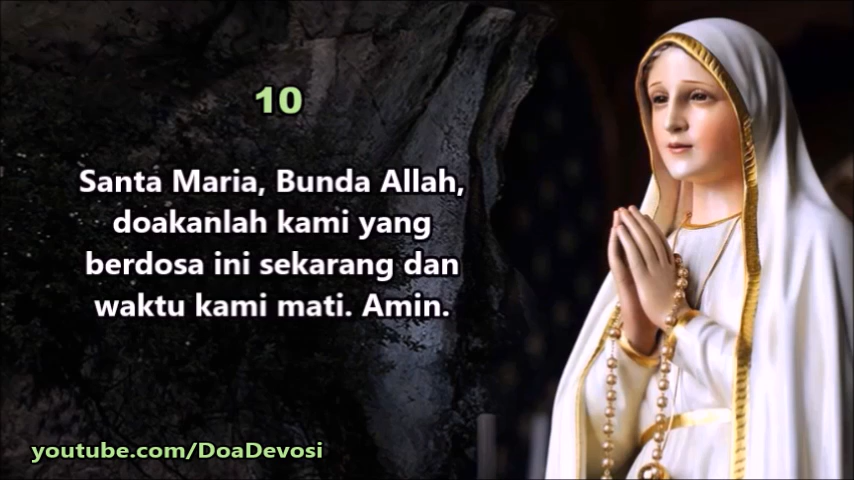 10
Santa Maria, Bunda Allah,
doakanlah kami yang
berdosa ini sekarang dan
waktu kami mati. Amin.
youtube.com/DoaDevosi